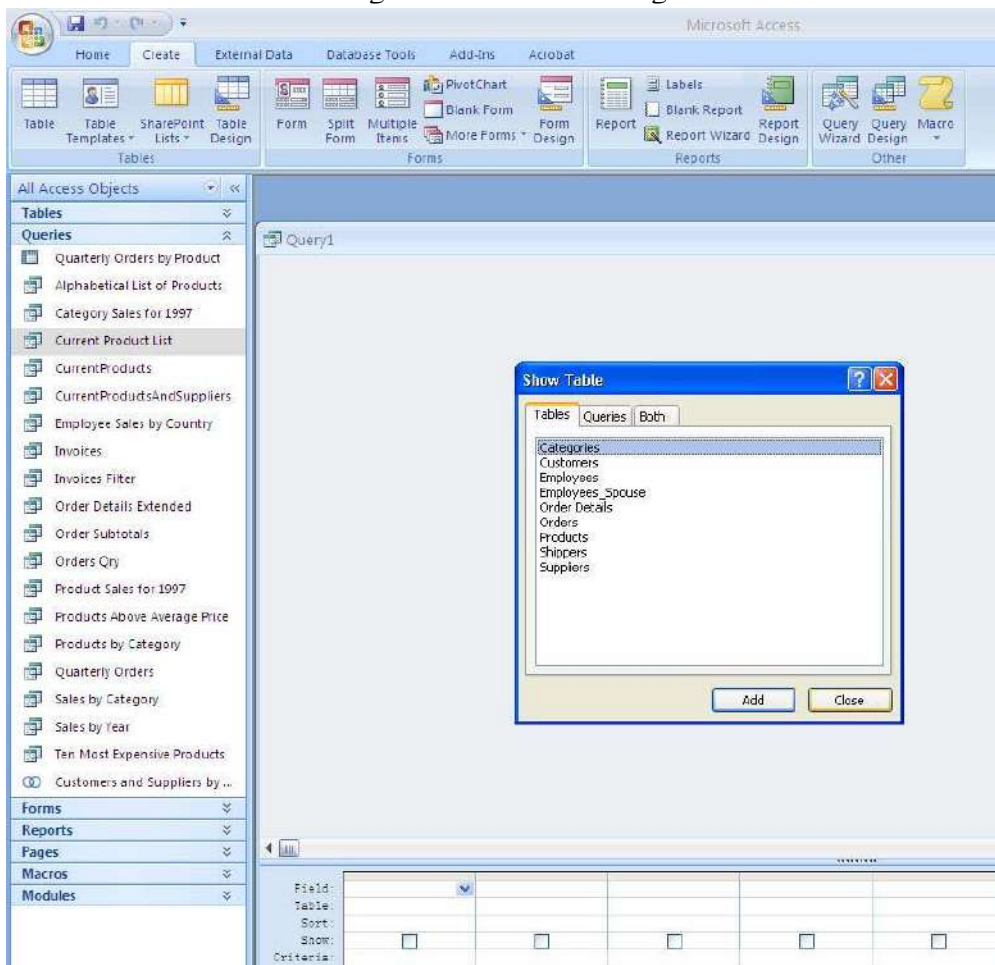 Microsoft Access
Home Create External Data Database Tools Add-Ins Acrobat
Table
Table Templates
SharePoint Lists
Table Design
Tables
Form
Split Form
Multiple Items
PivotChart
Blank Form
More Forms
Form Design
Forms
Report
Labels
Blank Report
Report Wizard
Report Design
Reports
Query Wizard
Query Design
Macro
Other
All Access Objects
Tables
Queries
Quarterly Orders by Product
Alphabetical List of Products
Category Sales for 1997
Current Product List
CurrentProducts
CurrentProductsAndSuppliers
Employee Sales by Country
Invoices
Invoices Filter
Order Details Extended
Order Subtotals
Orders Qry
Product Sales for 1997
Products Above Average Price
Products by Category
Quarterly Orders
Sales by Category
Sales by Year
Ten Most Expensive Products
Customers and Suppliers by ...
Forms
Reports
Pages
Macros
Modules
Query1
Show Table
Tables Queries Both
Categories
Customers
Employees
Employees_Spouse
Order Details
Orders
Products
Shippers
Suppliers
Add Close
Field:
Table:
Sort:
Show:
Criteria: